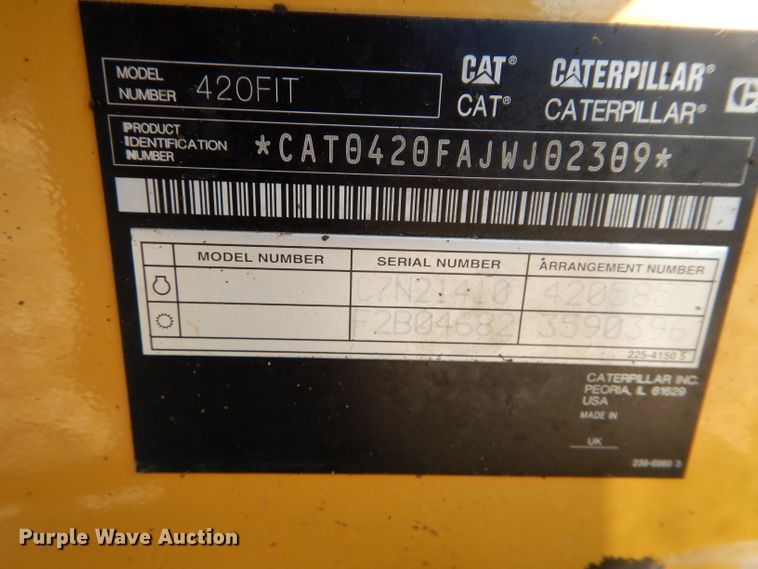 MODEL NUMBER 420FIT
CAT® CATERPILLAR®
CAT® CATERPILLAR®
PRODUCT IDENTIFICATION NUMBER *CAT0420FAJWJ02309*
MODEL NUMBER SERIAL NUMBER ARRANGEMENT NUMBER
C7N21410
F2B04682 3590396
225-4150 5
CATERPILLAR INC.
PEORIA, IL 61629
USA
MADE IN
UK
Purple Wave Auction